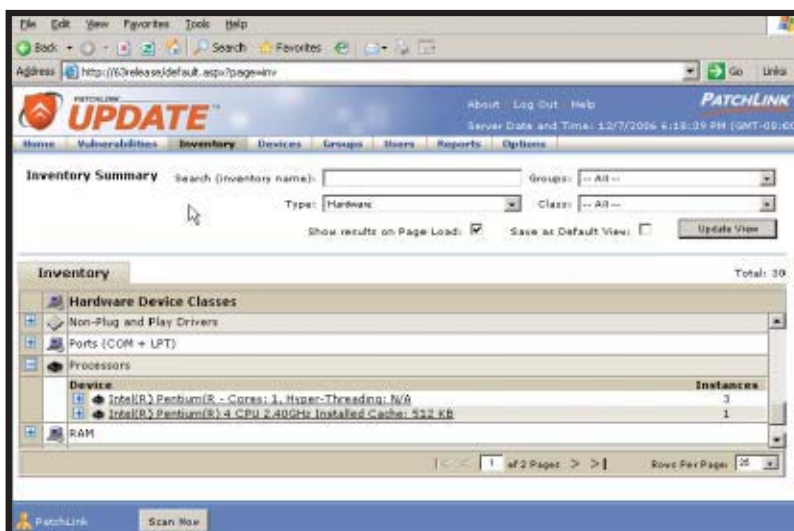 File Edit View Favorites Tools Help
Back Search Favorites
Address http://63release/default.aspx?page=inv Go Links
PATCHLINK
UPDATE™
About Log Out Help
PATCHLINK
Server Date and Time: 12/7/2006 6:18:39 PM (GMT-08:00
Home Vulnerabilities Inventory Devices Groups Users Reports Options
Inventory Summary Search (inventory name): Groups: -- All --
Type: Hardware Class: -- All --
Show results on Page Load: Save as Default View: Update View
Inventory Total: 30
Hardware Device Classes
Non-Plug and Play Drivers
Ports (COM + LPT)
Processors
Device Instances
Intel(R) Pentium(R - Cores: 1, Hyper-Threading: N/A 3
Intel(R) Pentium(R) 4 CPU 2.40GHz Installed Cache: 512 KB 1
RAM
1 of 2 Pages > >| Rows Per Page: 25
PatchLink Scan Now